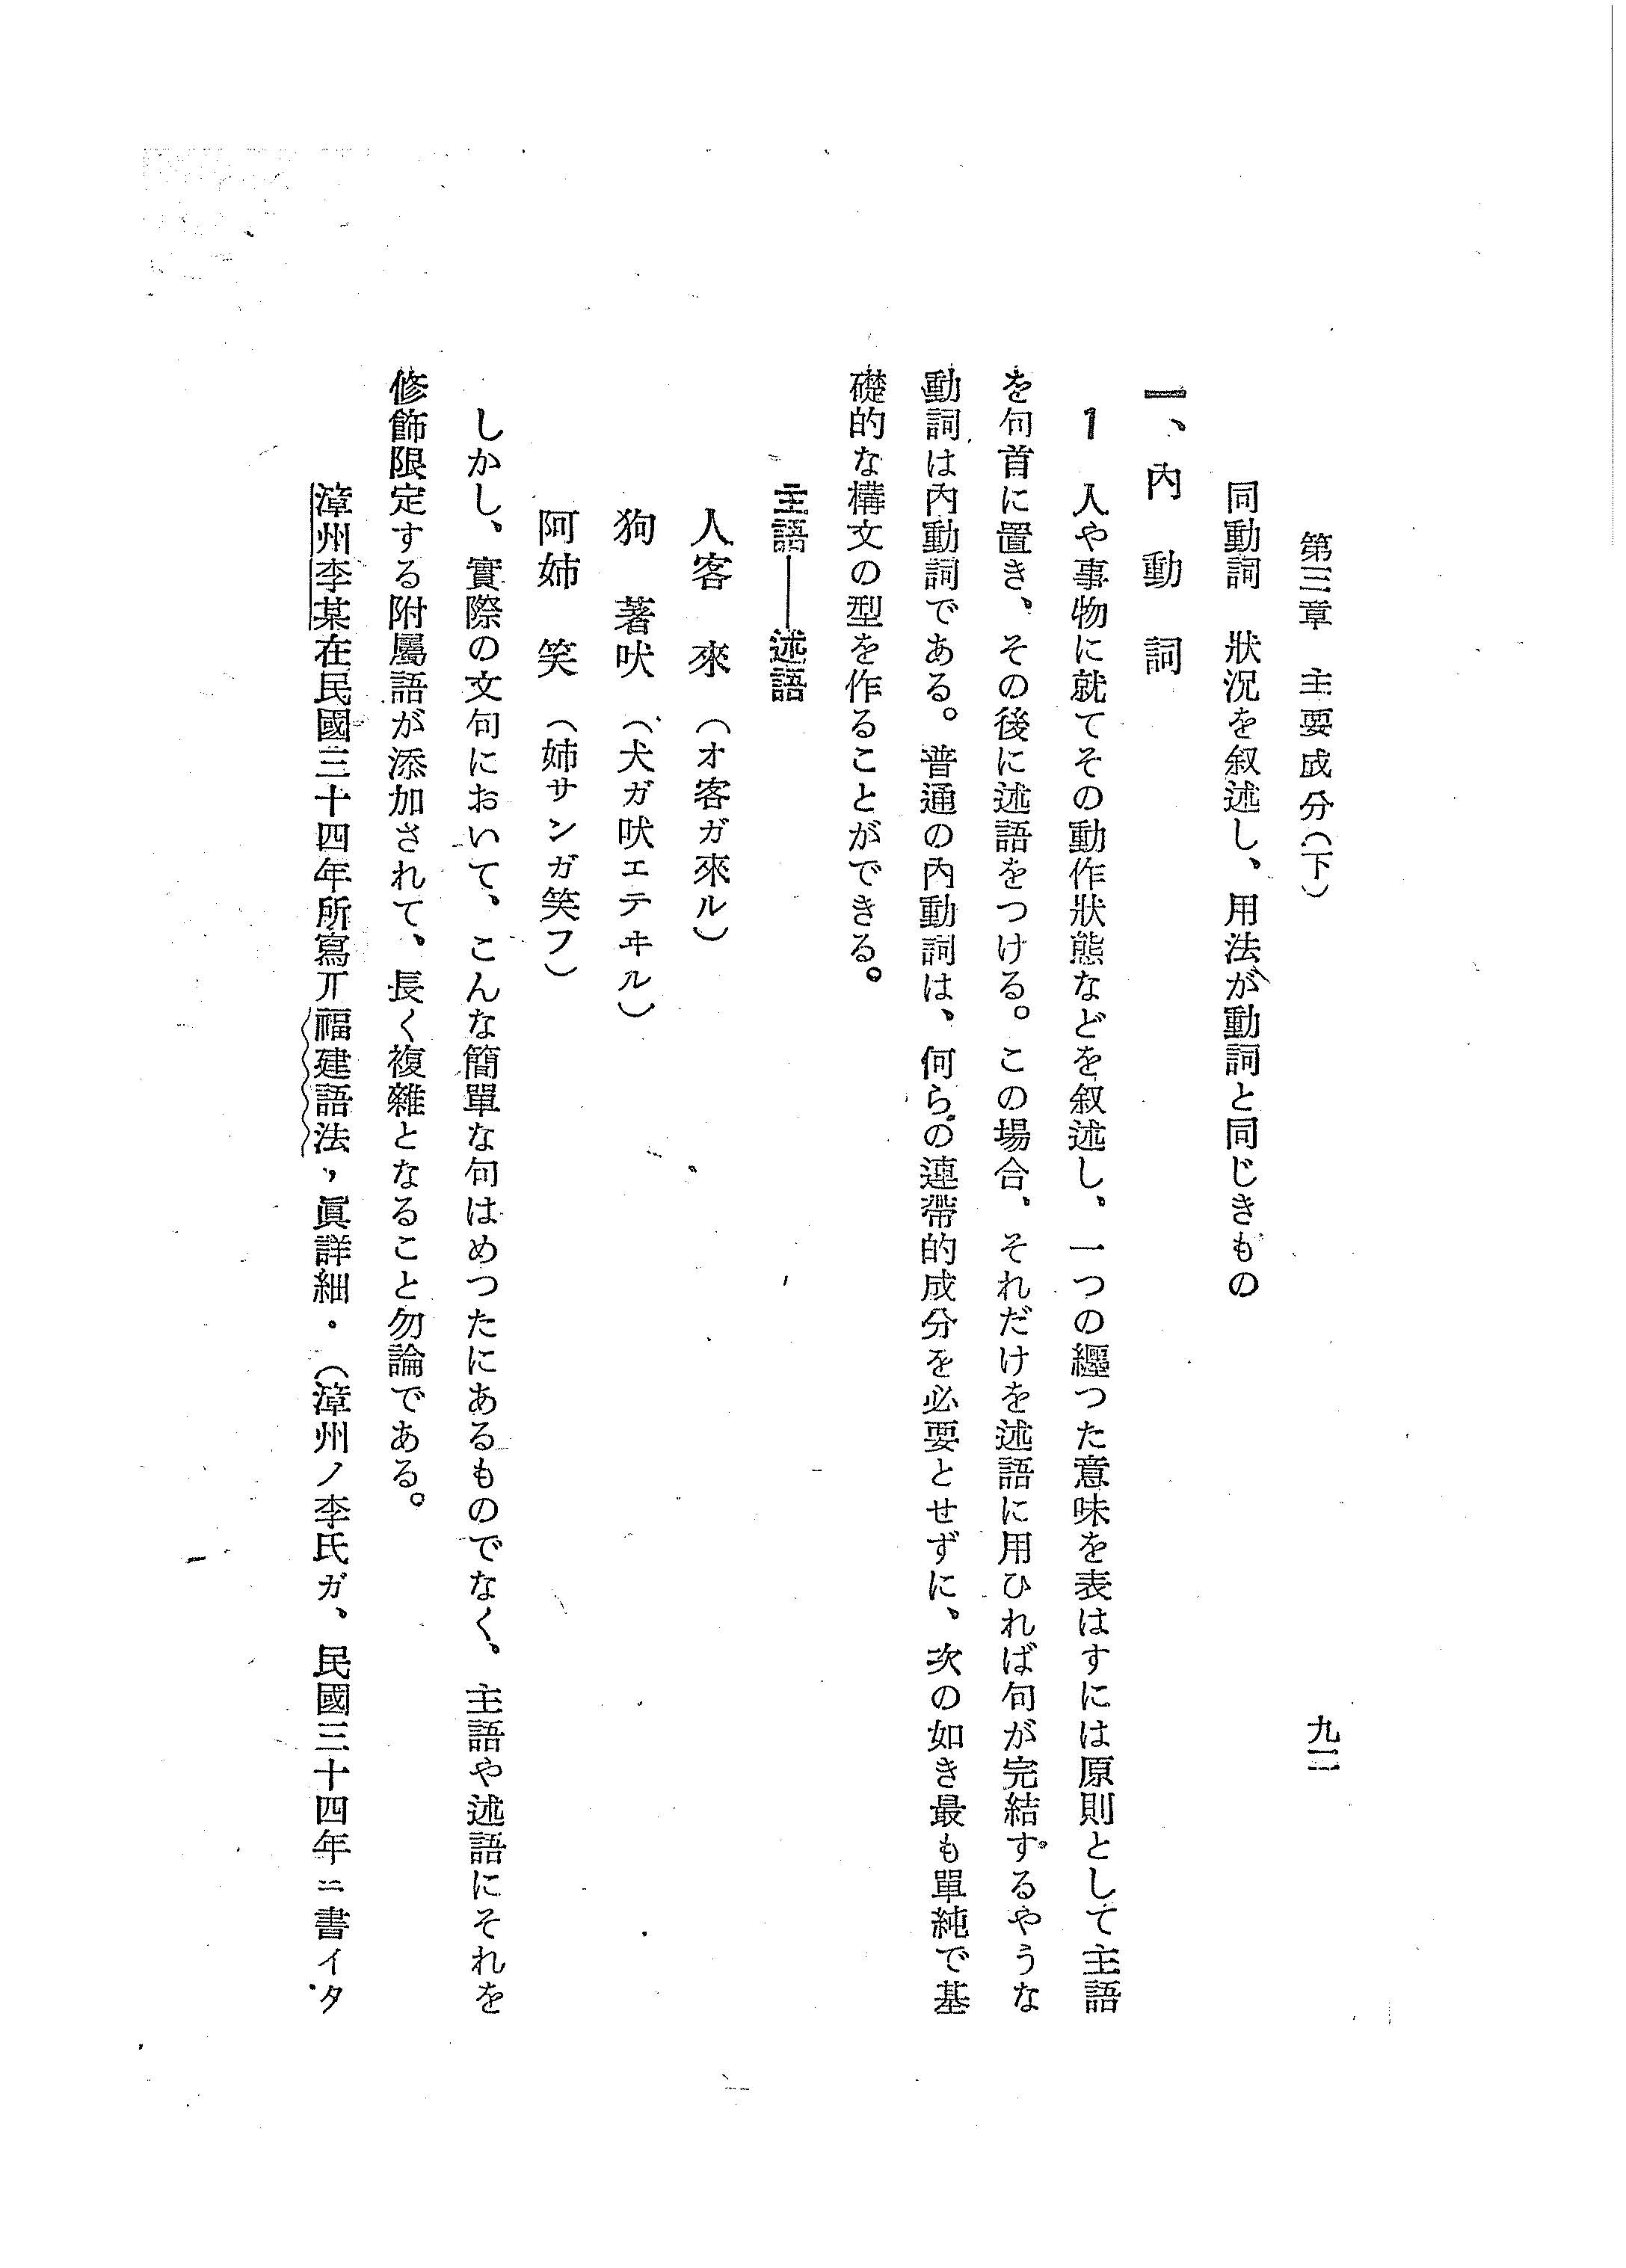 第三章　主要成分（下）
九二
同動詞　狀況を叙述し、用法が動詞と同じきもの
一、內動詞
1　人や事物に就てその動作狀態などを叙述し、一つの纒つた意味を表はすには原則として主語
を句首に置き、その後に述語をつける。この場合、それだけを述語に用ひれば句が完結するやうな
動詞は內動詞である。普通の內動詞は、何らの連帶的成分を必要とせずに、次の如き最も單純で基
礎的な構文の型を作ることができる。
主語――述語
人客　來　（オ客ガ來ル）
狗　著吠　（犬ガ吠エテヰル）
阿姉　笑　（姉サンガ笑フ）
しかし、實際の文句において、こんな簡單な句はめつたにあるものでなく、主語や述語にそれを
修飾限定する附屬語が添加されて、長く複雜となること勿論である。
漳州李某在民國三十四年所寫丌福建語法，眞詳細．（漳州ノ李氏ガ、民國三十四年ニ書イタ